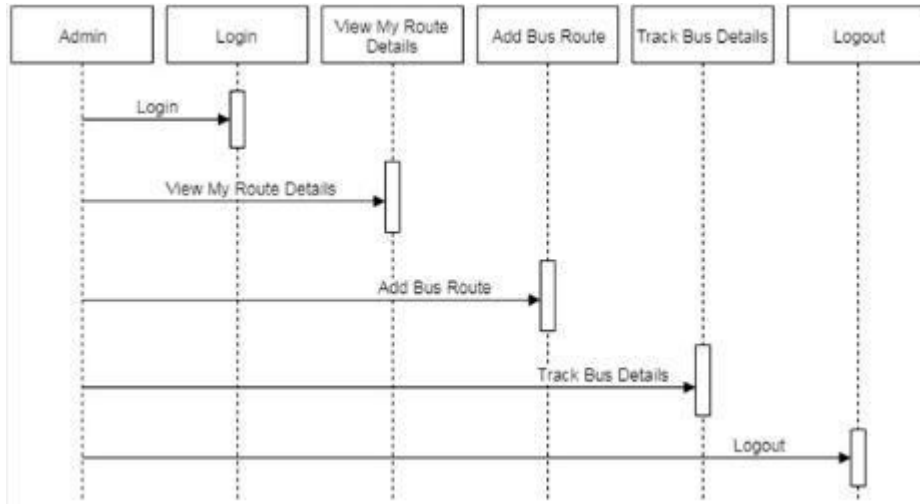 Admin
Login
View My Route
Details
Add Bus Route
Track Bus Details
Logout
Login
View My Route Details
Add Bus Route
Track Bus Details
Logout